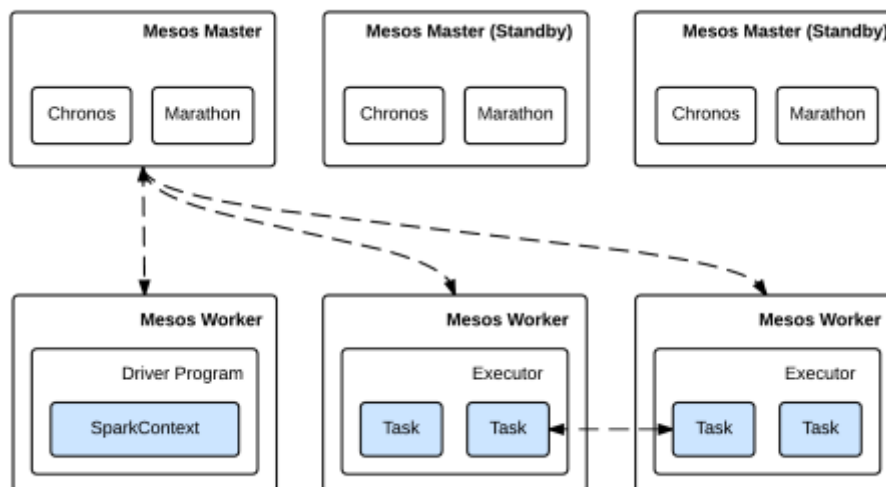 Mesos Master
Chronos
Marathon
Mesos Master (Standby)
Chronos
Marathon
Mesos Master (Standby)
Chronos
Marathon
Mesos Worker
Driver Program
SparkContext
Mesos Worker
Executor
Task
Task
Mesos Worker
Executor
Task
Task